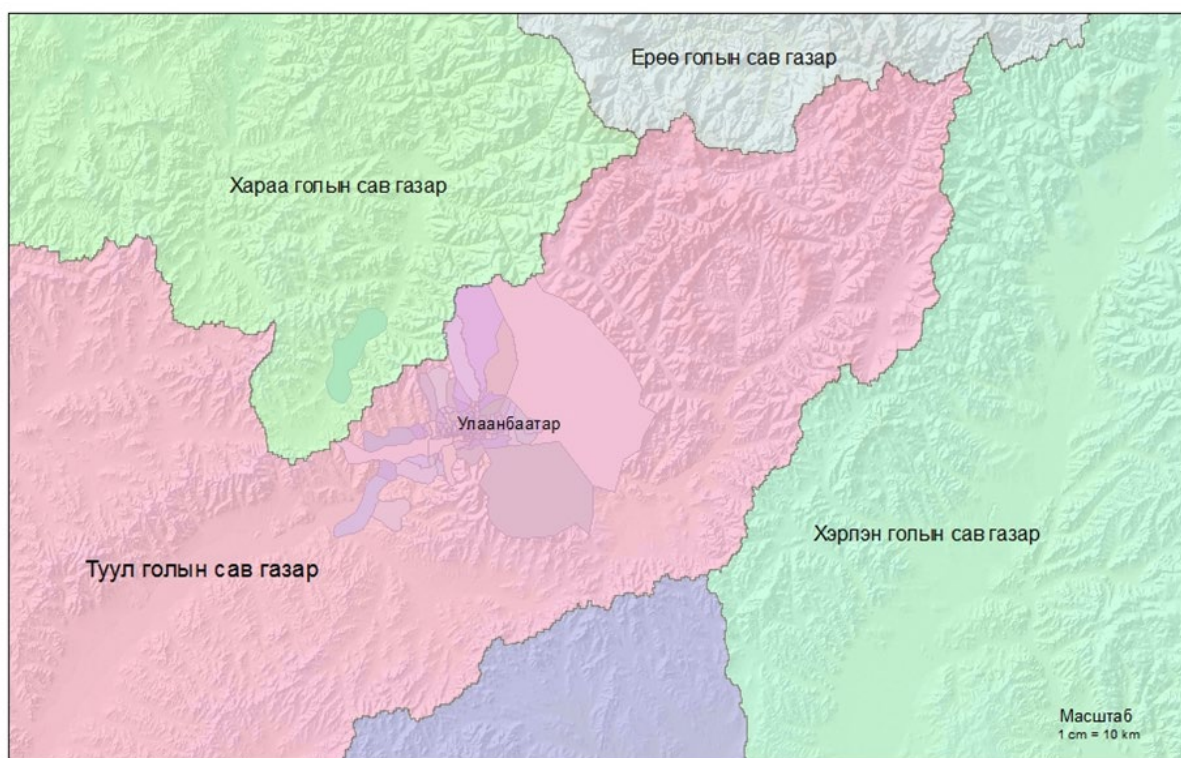 Ерөө голын сав газар
Хараа голын сав газар
Улаанбаатар
Хэрлэн голын сав газар
Туул голын сав газар
Масштаб
1 cm = 10 km